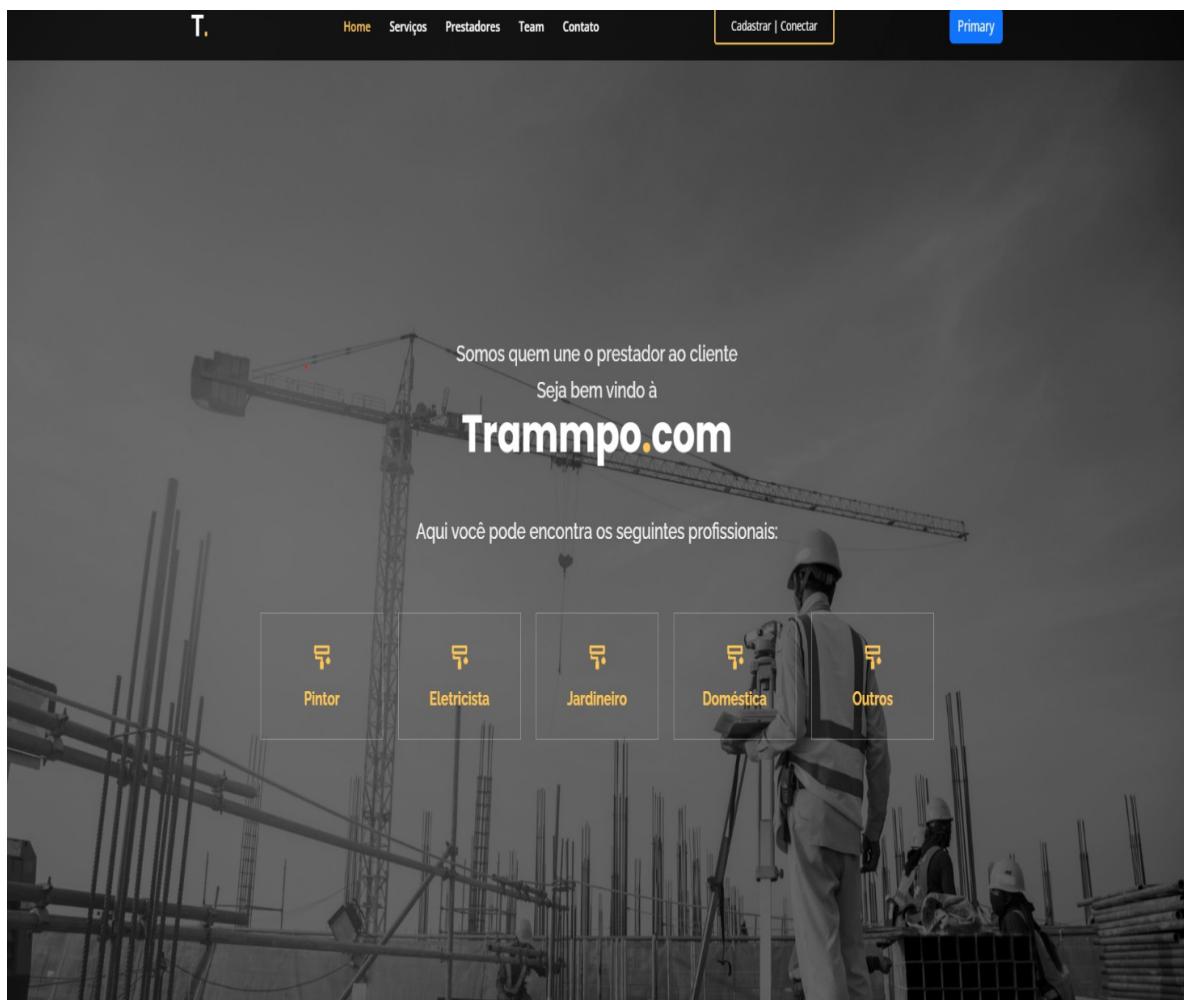 T.
Home Serviços Prestadores Team Contato
Cadastrar | Conectar
Primary
Somos quem une o prestador ao cliente
Seja bem vindo à
Trammpo.com
Aqui você pode encontra os seguintes profissionais:
Pintor Eletricista Jardineiro Doméstica Outros